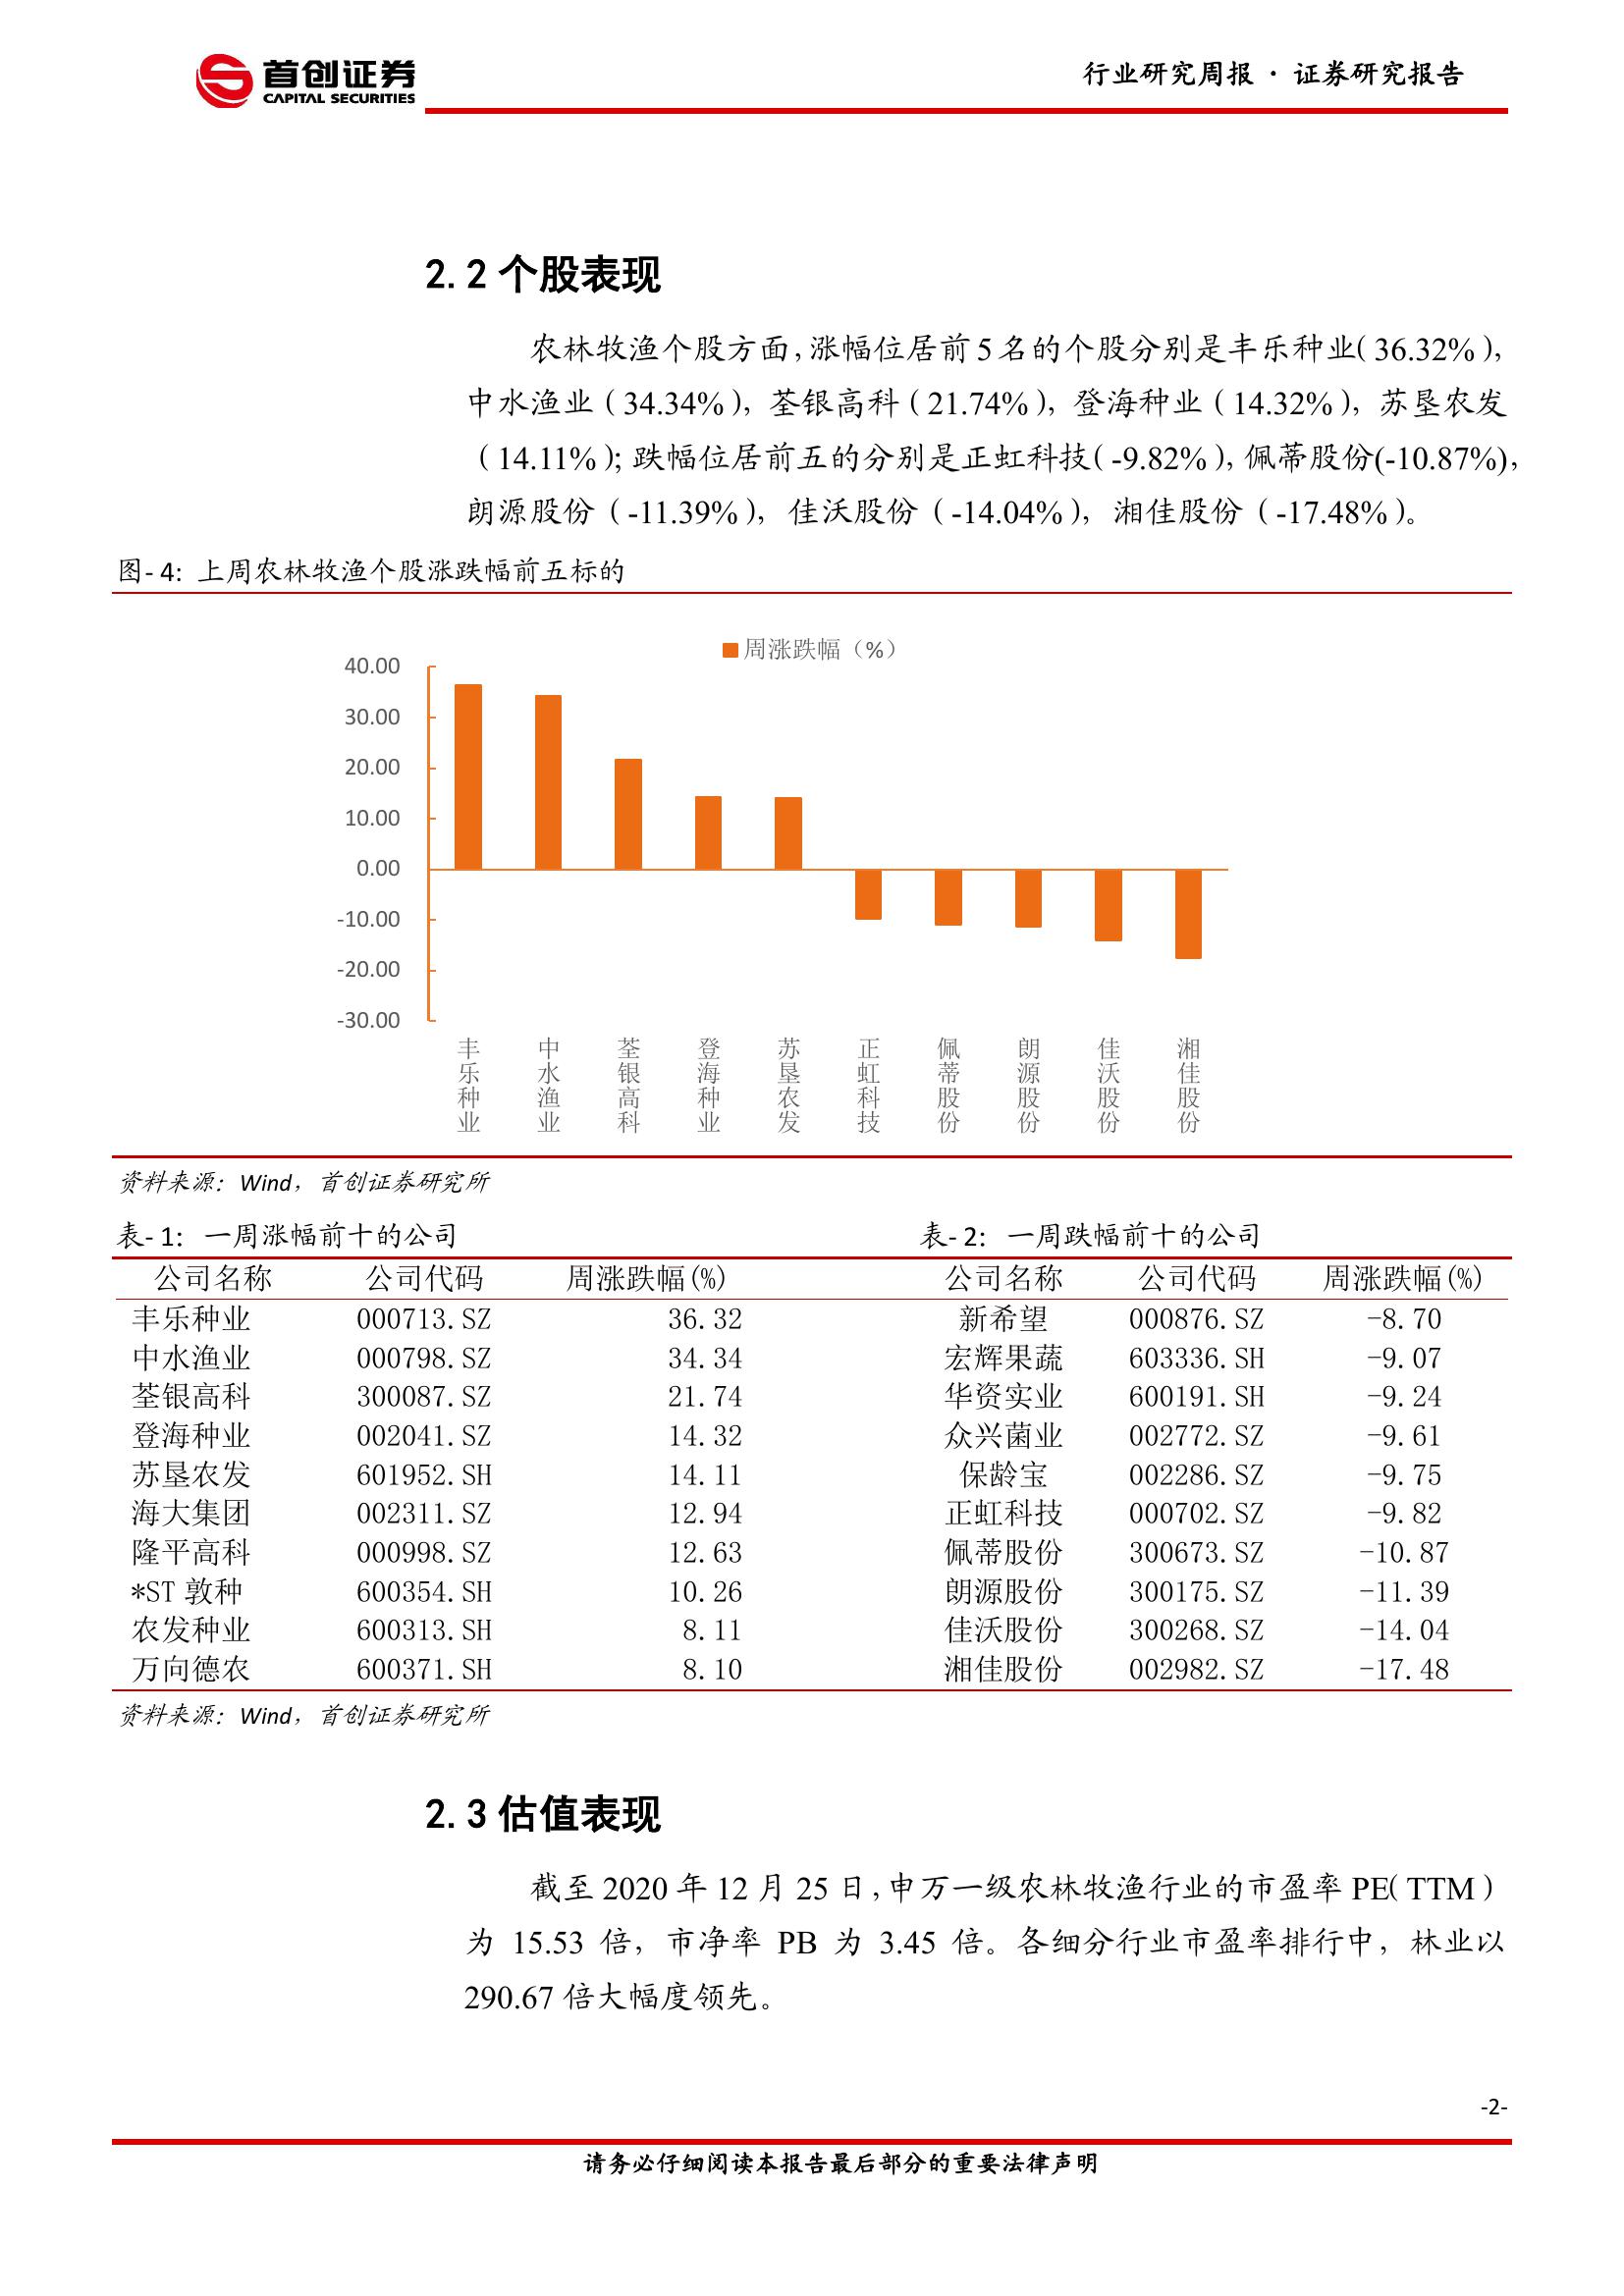 首创证券
CAPITAL SECURITIES
行业研究周报 · 证券研究报告
2.2 个股表现
农林牧渔个股方面，涨幅位居前 5 名的个股分别是丰乐种业（36.32%），
中水渔业（34.34%），荃银高科（21.74%），登海种业（14.32%），苏垦农发
（14.11%）；跌幅位居前五的分别是正虹科技（-9.82%），佩蒂股份(-10.87%)，
朗源股份（-11.39%），佳沃股份（-14.04%），湘佳股份（-17.48%）。
图- 4：上周农林牧渔个股涨跌幅前五标的
周涨跌幅（%）
40.00
30.00
20.00
10.00
0.00
-10.00
-20.00
-30.00
丰乐种业
中水渔业
荃银高科
登海种业
苏垦农发
正虹科技
佩蒂股份
朗源股份
佳沃股份
湘佳股份
资料来源：Wind，首创证券研究所
表- 1：一周涨幅前十的公司
公司名称 公司代码 周涨跌幅(%)
丰乐种业 000713.SZ 36.32
中水渔业 000798.SZ 34.34
荃银高科 300087.SZ 21.74
登海种业 002041.SZ 14.32
苏垦农发 601952.SH 14.11
海大集团 002311.SZ 12.94
隆平高科 000998.SZ 12.63
*ST 敦种 600354.SH 10.26
农发种业 600313.SH 8.11
万向德农 600371.SH 8.10
表- 2：一周跌幅前十的公司
公司名称 公司代码 周涨跌幅(%)
新希望 000876.SZ -8.70
宏辉果蔬 603336.SH -9.07
华资实业 600191.SH -9.24
众兴菌业 002772.SZ -9.61
保龄宝 002286.SZ -9.75
正虹科技 000702.SZ -9.82
佩蒂股份 300673.SZ -10.87
朗源股份 300175.SZ -11.39
佳沃股份 300268.SZ -14.04
湘佳股份 002982.SZ -17.48
资料来源：Wind，首创证券研究所
2.3 估值表现
截至 2020 年 12 月 25 日，申万一级农林牧渔行业的市盈率 PE（TTM）
为 15.53 倍，市净率 PB 为 3.45 倍。各细分行业市盈率排行中，林业以
290.67 倍大幅度领先。
-2-
请务必仔细阅读本报告最后部分的重要法律声明